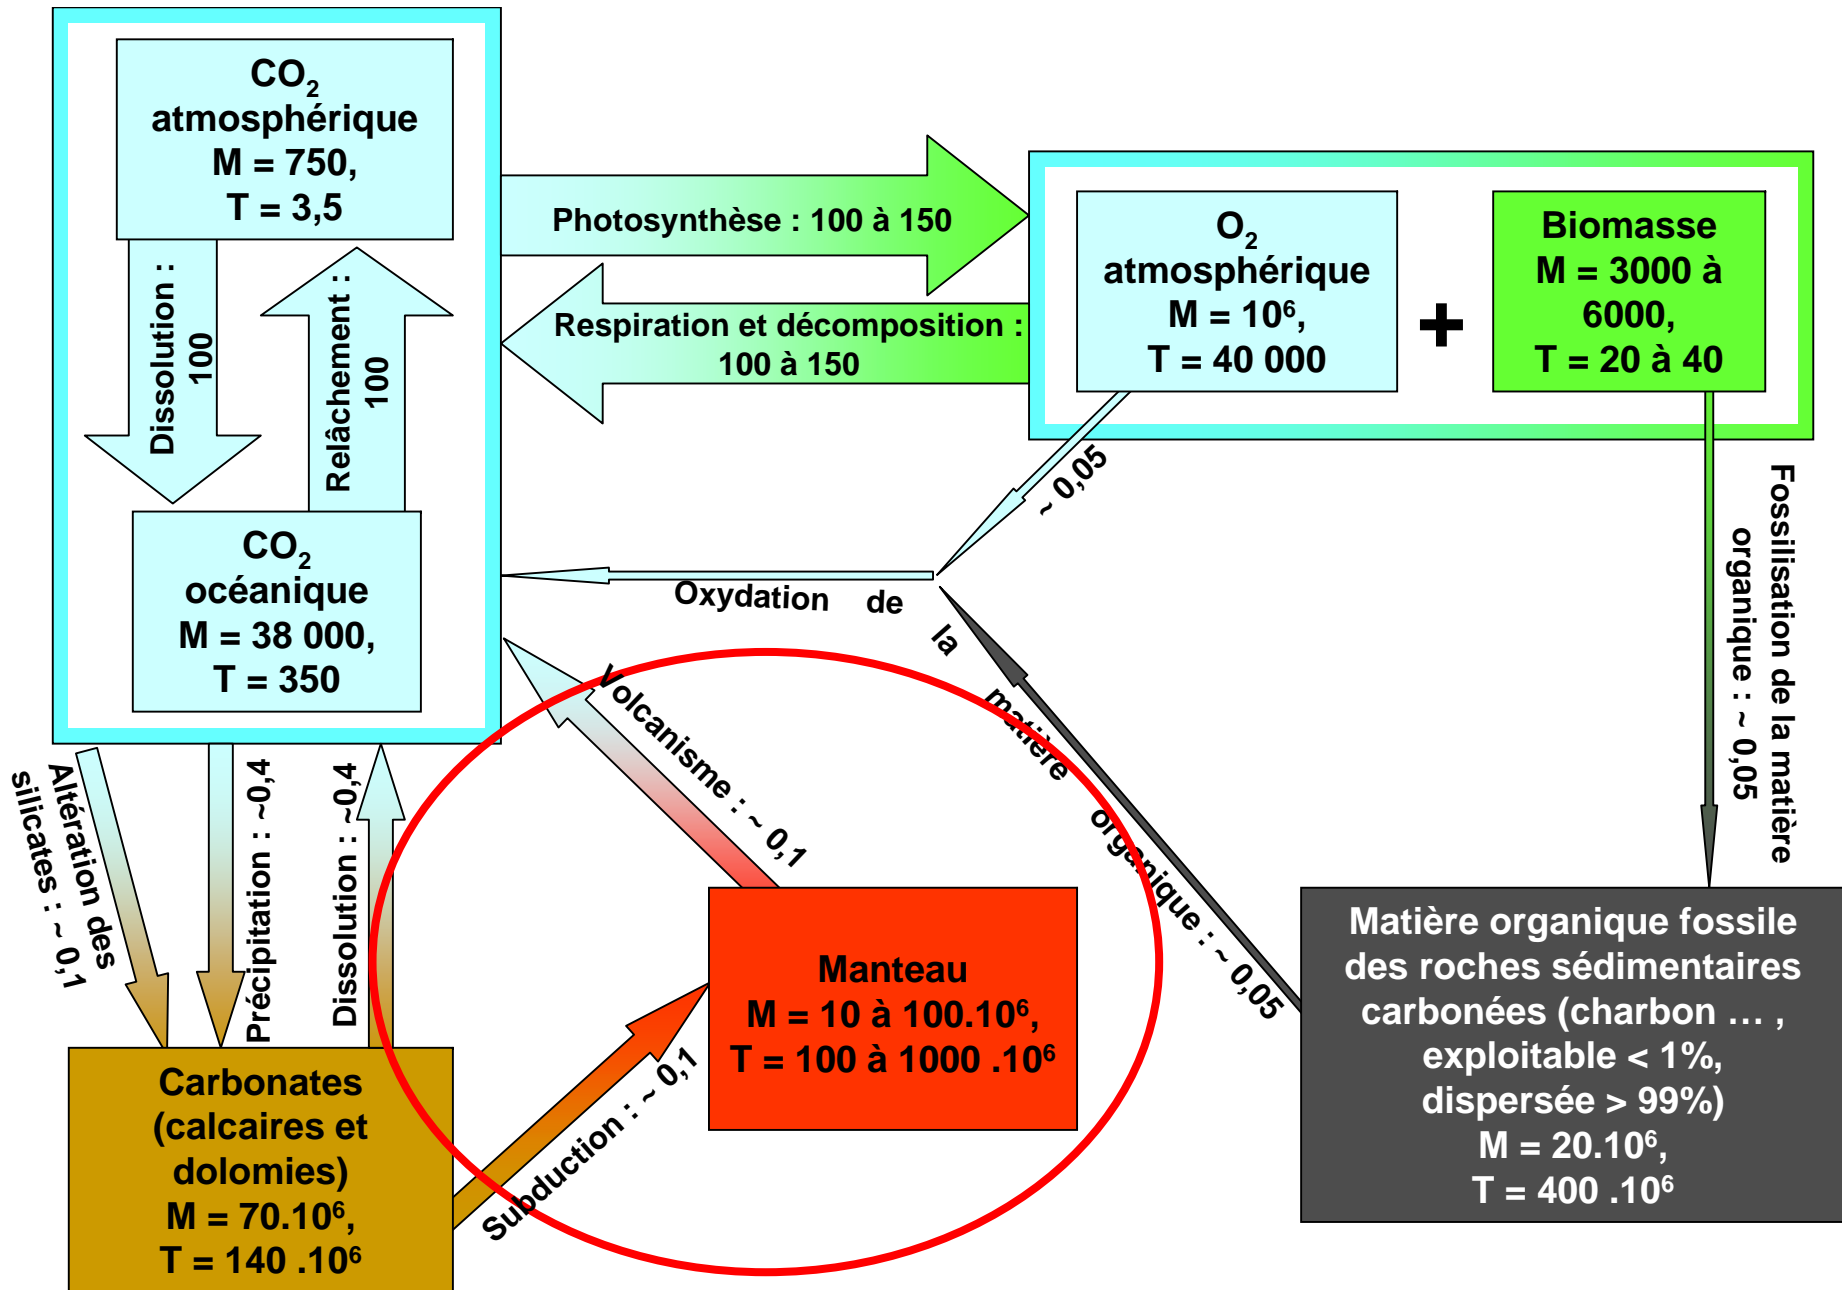 CO2
atmosphérique
M = 750,
T = 3,5
Dissolution :
100
Relâchement :
100
CO2
océanique
M = 38 000,
T = 350
Photosynthèse : 100 à 150
Respiration et décomposition :
100 à 150
O2
atmosphérique
M = 10⁶,
T = 40 000
+
Biomasse
M = 3000 à
6000,
T = 20 à 40
~ 0,05
Fossilisation de la matière
organique : ~ 0,05
Oxydation de la matière organique : ~ 0,05
Volcanisme : ~ 0,1
Altération des
silicates : ~ 0,1
Précipitation : ~0,4
Dissolution : ~0,4
Subduction : ~ 0,1
Manteau
M = 10 à 100.10⁶,
T = 100 à 1000 .10⁶
Carbonates
(calcaires et
dolomies)
M = 70.10⁶,
T = 140 .10⁶
Matière organique fossile
des roches sédimentaires
carbonées (charbon … ,
exploitable < 1%,
dispersée > 99%)
M = 20.10⁶,
T = 400 .10⁶